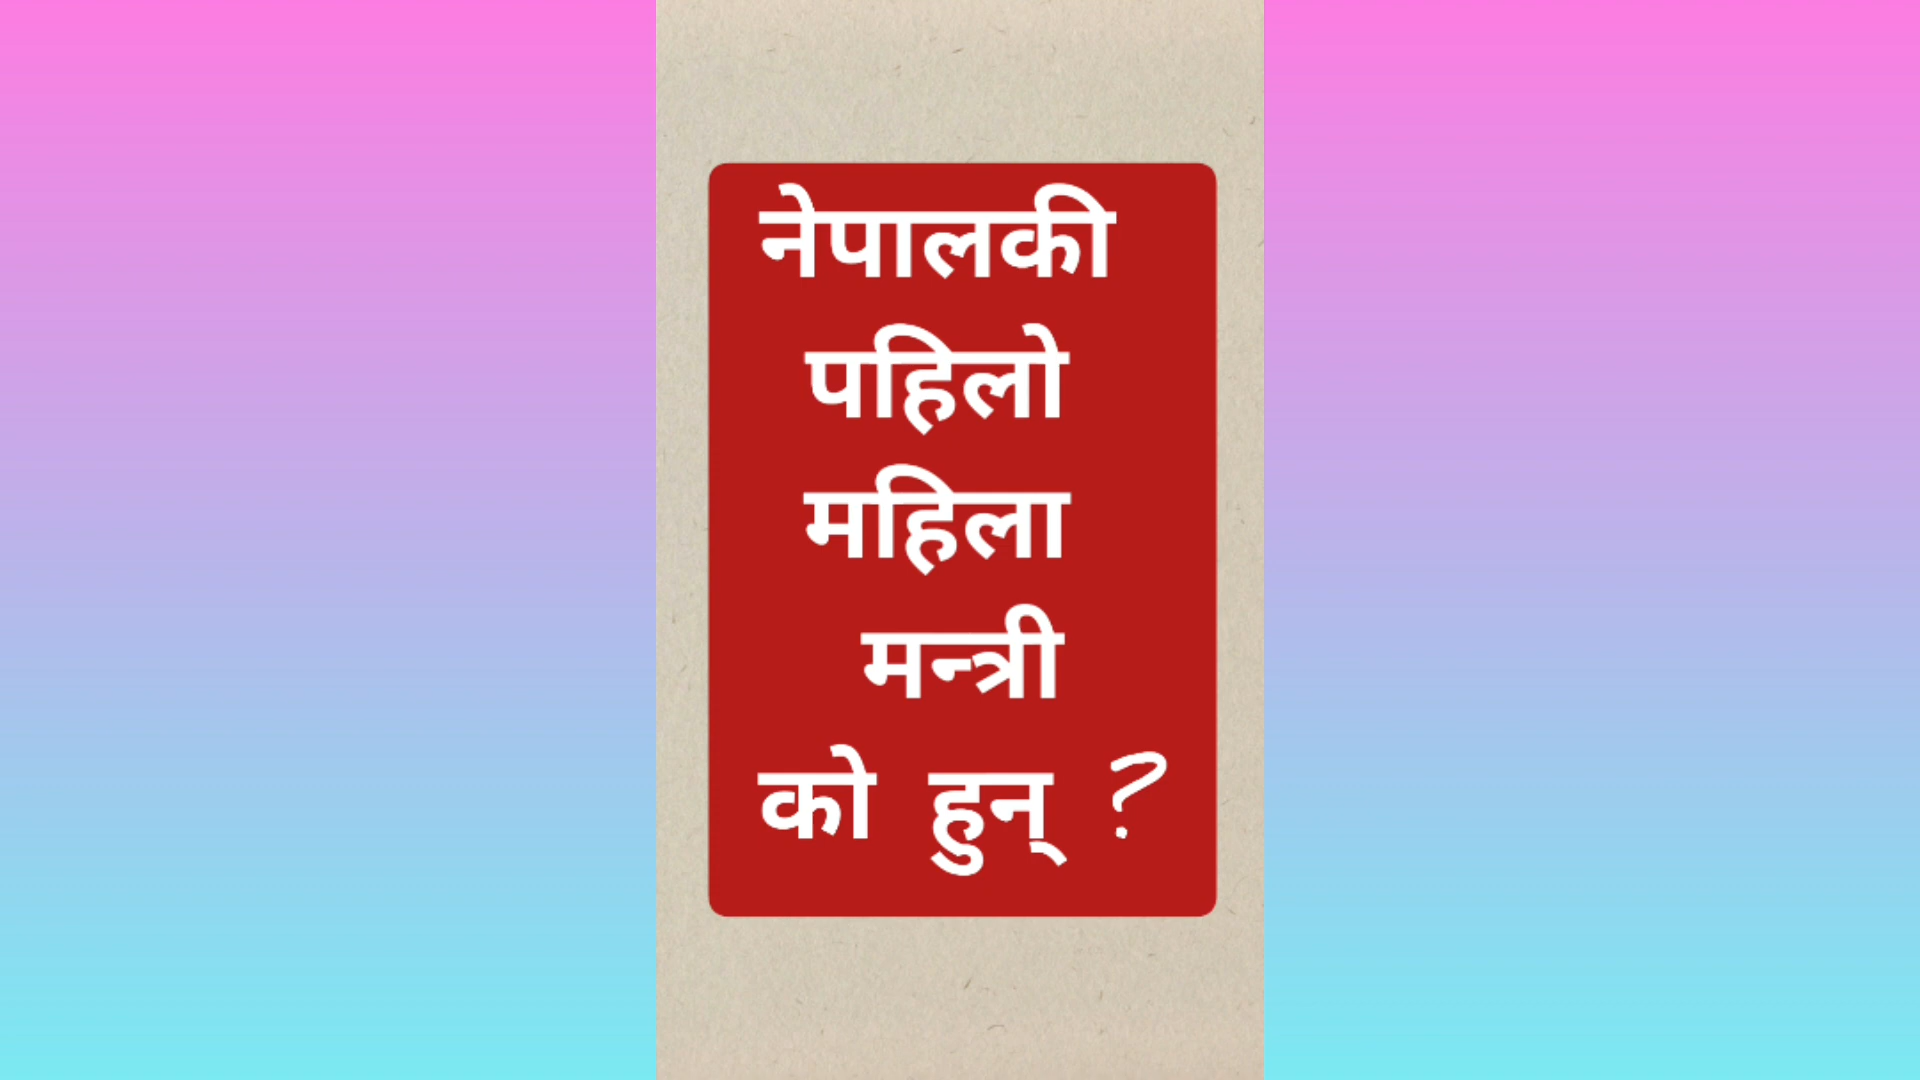 नेपालकी
पहिलो
महिला
मन्त्री
को हुन् ?